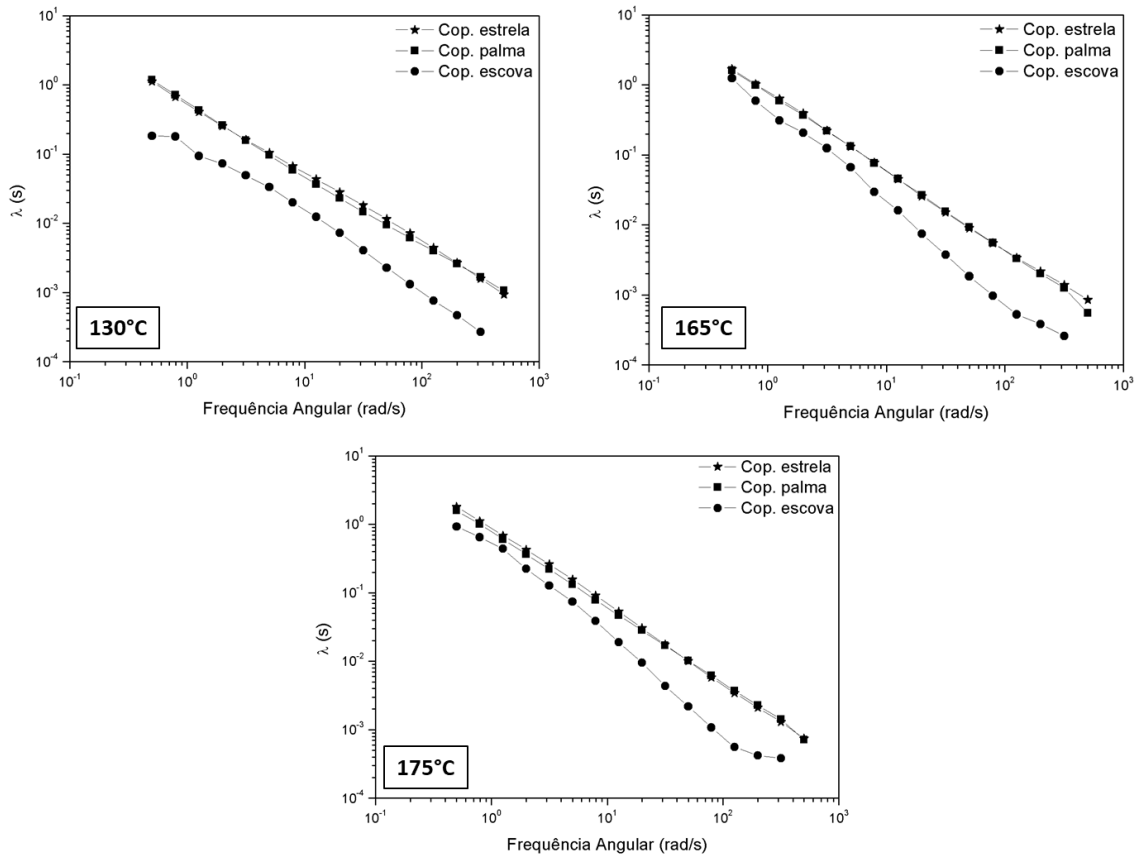 Cop. estrela
Cop. palma
Cop. escova
10¹
10⁰
10⁻¹
10⁻²
10⁻³
10⁻⁴
λ (s)
130°C
10⁻¹ 10⁰ 10¹ 10² 10³
Frequência Angular (rad/s)
Cop. estrela
Cop. palma
Cop. escova
10¹
10⁰
10⁻¹
10⁻²
10⁻³
10⁻⁴
λ (s)
165°C
10⁻¹ 10⁰ 10¹ 10² 10³
Frequência Angular (rad/s)
Cop. estrela
Cop. palma
Cop. escova
10¹
10⁰
10⁻¹
10⁻²
10⁻³
10⁻⁴
λ (s)
175°C
10⁻¹ 10⁰ 10¹ 10² 10³
Frequência Angular (rad/s)